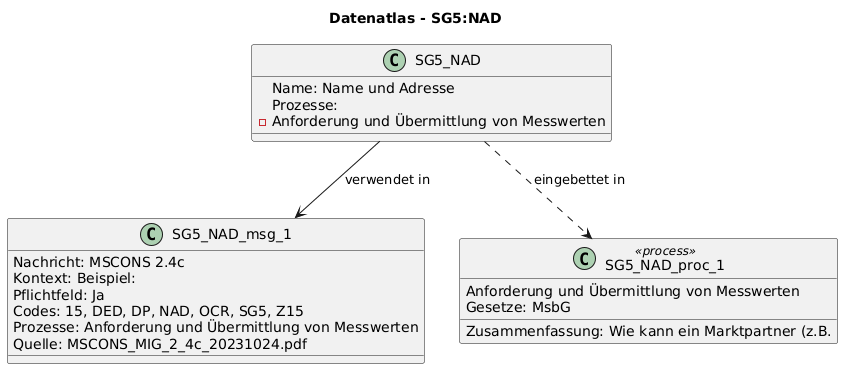 Datenatlas - SG5:NAD
C SG5_NAD
Name: Name und Adresse
Prozesse:
Anforderung und Übermittlung von Messwerten
verwendet in
eingebettet in
C SG5_NAD_msg_1
Nachricht: MSCONS 2.4c
Kontext: Beispiel:
Pflichtfeld: Ja
Codes: 15, DED, DP, NAD, OCR, SG5, Z15
Prozesse: Anforderung und Übermittlung von Messwerten
Quelle: MSCONS_MIG_2_4c_20231024.pdf
«process»
C SG5_NAD_proc_1
Anforderung und Übermittlung von Messwerten
Gesetze: MsbG
Zusammenfassung: Wie kann ein Marktpartner (z.B.